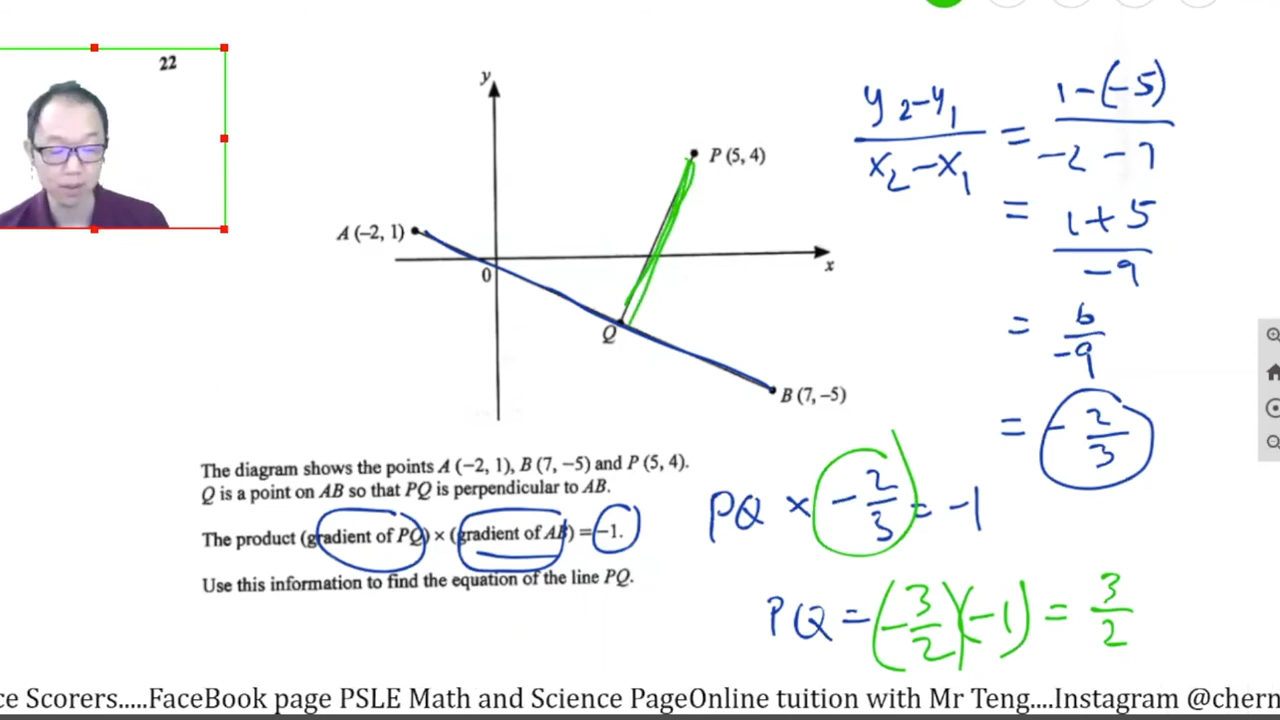 22
y
P (5, 4)
A (−2, 1)
0
x
Q
B (7, −5)
The diagram shows the points A (−2, 1), B (7, −5) and P (5, 4).
Q is a point on AB so that PQ is perpendicular to AB.
The product (gradient of PQ) × (gradient of AB) = −1.
Use this information to find the equation of the line PQ.
y₂−y₁ / x₂−x₁ = 1−(−5) / −2−7
= 1+5 / −9
= 6 / −9
= − 2/3
PQ × − 2/3 = −1
PQ = (− 3/2)(−1) = 3/2
ce Scorers.....FaceBook page PSLE Math and Science PageOnline tuition with Mr Teng....Instagram @chern